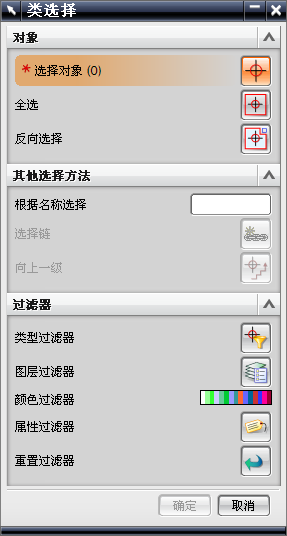 类选择
对象
* 选择对象 (0)
全选
反向选择
其他选择方法
根据名称选择
选择链
向上一级
过滤器
类型过滤器
图层过滤器
颜色过滤器
属性过滤器
重置过滤器
确定 取消